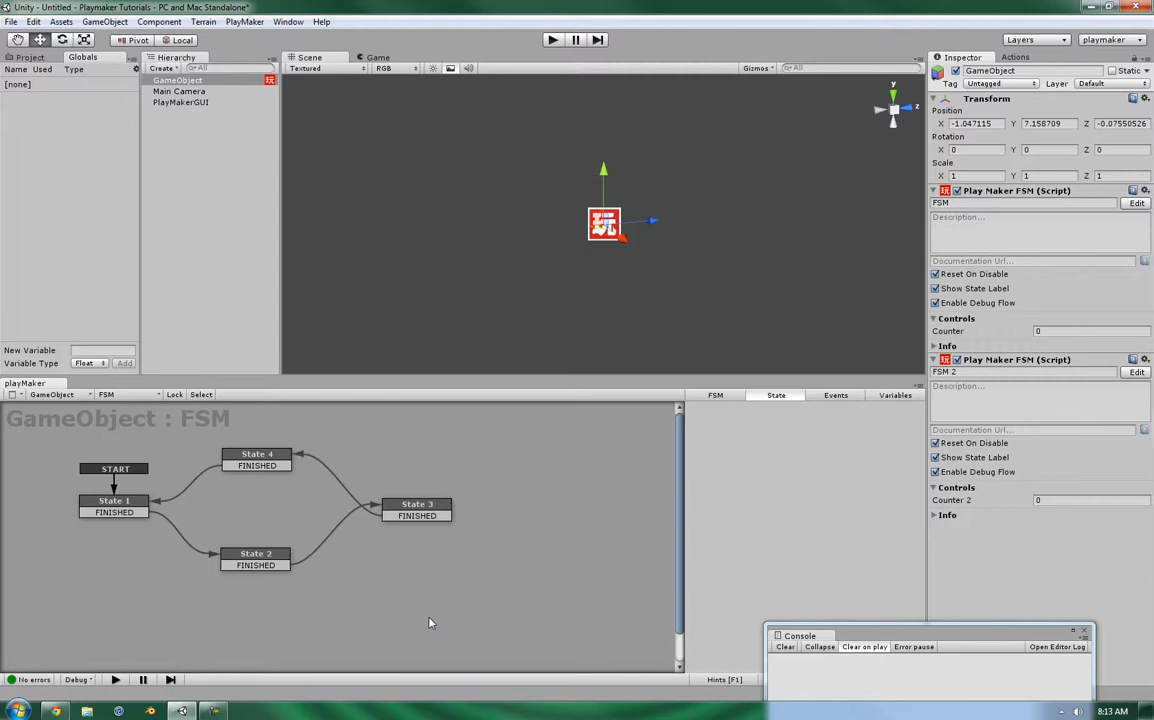 Unity - Untitled - Playmaker Tutorials - PC and Mac Standalone*
File Edit Assets GameObject Component Terrain PlayMaker Window Help
Pivot Local Layers playmaker
Project Globals Hierarchy Scene Game Inspector Actions
Name Used Type
[none]
Create All
GameObject 玩
Main Camera
PlayMakerGUI
Textured RGB Gizmos All
y
z
玩
GameObject Static
Tag Untagged Layer Default
Transform
Position
X -1.047115 Y 7.158709 Z -0.07550526
Rotation
X 0 Y 0 Z 0
Scale
X 1 Y 1 Z 1
玩 Play Maker FSM (Script)
FSM Edit
Description...
Documentation Url...
Reset On Disable
Show State Label
Enable Debug Flow
Controls
Counter 0
Info
玩 Play Maker FSM (Script)
FSM 2 Edit
Description...
Documentation Url...
Reset On Disable
Show State Label
Enable Debug Flow
Controls
Counter 2 0
Info
New Variable
Variable Type Float Add
playMaker
GameObject FSM Lock Select FSM State Events Variables
GameObject : FSM
START
State 1
FINISHED
State 4
FINISHED
State 3
FINISHED
State 2
FINISHED
Console
Clear Collapse Clear on play Error pause Open Editor Log
No errors Debug Hints [F1]
8:13 AM